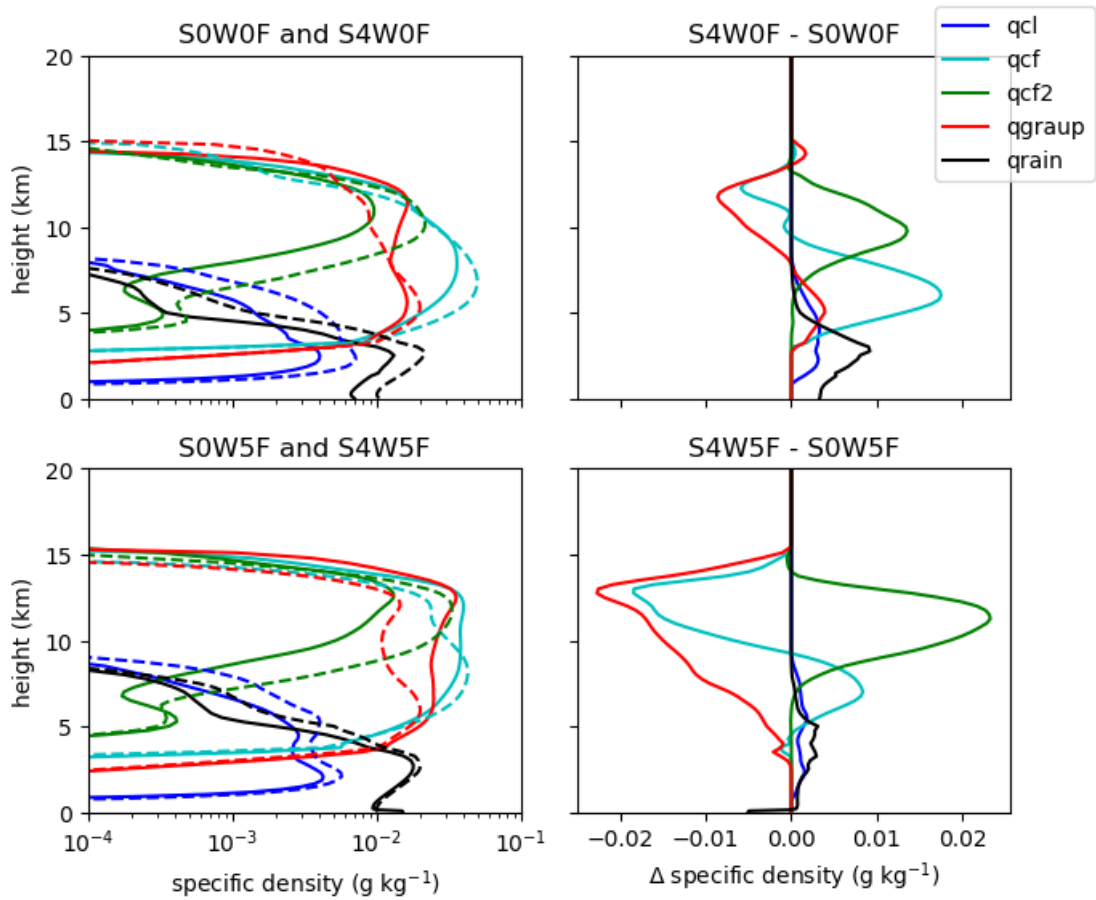 S0W0F and S4W0F
S4W0F - S0W0F
qcl
qcf
qcf2
qgraup
qrain
20
15
10
5
0
height (km)
S0W5F and S4W5F
S4W5F - S0W5F
20
15
10
5
0
height (km)
10⁻⁴
10⁻³
10⁻²
10⁻¹
−0.02
−0.01
0.00
0.01
0.02
specific density (g kg⁻¹)
Δ specific density (g kg⁻¹)